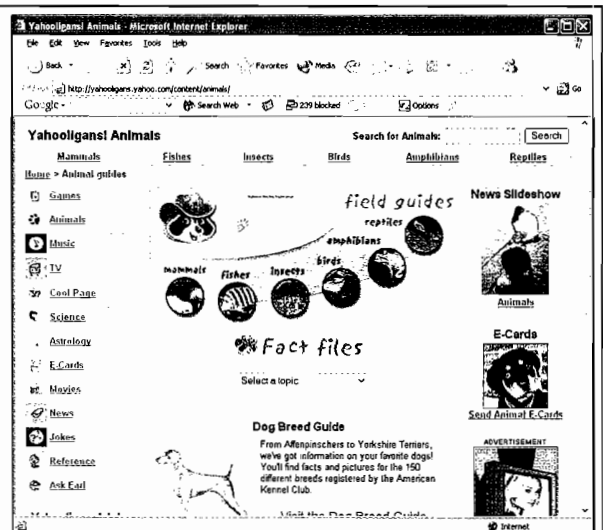 Yahooligans! Animals - Microsoft Internet Explorer
File Edit View Favorites Tools Help
Back Search Favorites Media
http://yahooligans.yahoo.com/content/animals/ Go
Google Search Web 239 blocked Options
Yahooligans! Animals Search for Animals: Search
Mammals Fishes Insects Birds Amphibians Reptiles
Home > Animal guides
Games
Animals
Music
TV
Cool Page
Science
Astrology
E-Cards
Movies
News
Jokes
Reference
Ask Earl
field guides
reptiles
amphibians
birds
insects
fishes
mammals
Fact files
Select a topic
Dog Breed Guide
From Affenpinschers to Yorkshire Terriers,
we've got information on your favorite dogs!
You'll find facts and pictures for the 150
different breeds registered by the American
Kennel Club.
Visit the Dog Breed Guide
News Slideshow
Animals
E-Cards
Send Animal E-Cards
ADVERTISEMENT
Internet